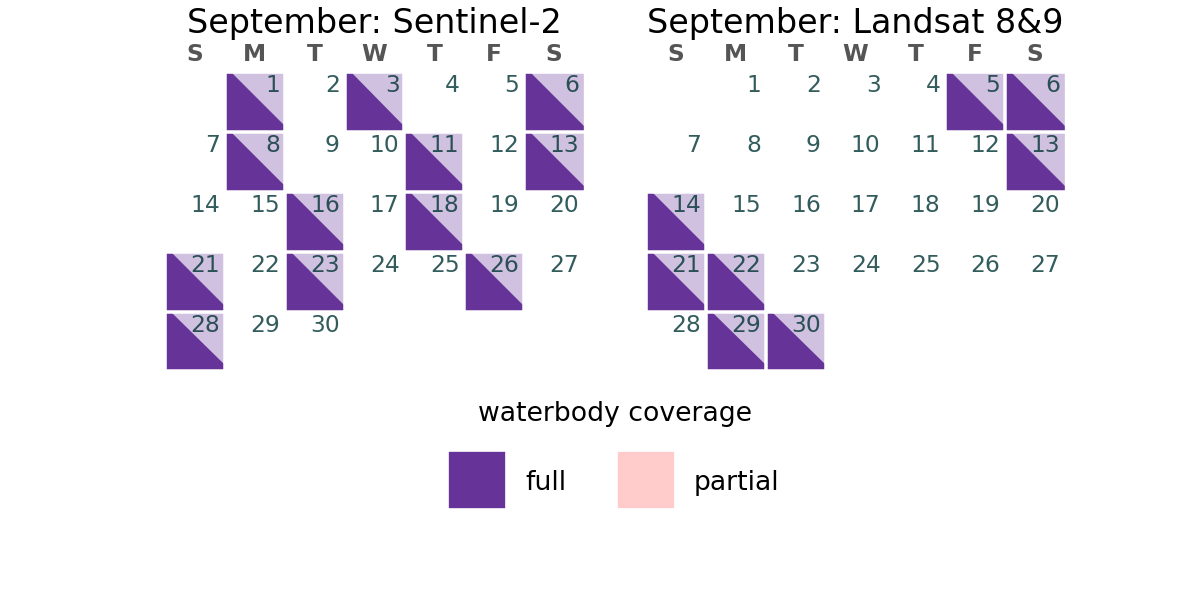 September: Sentinel-2
S M T W T F S
1 2 3 4 5 6
7 8 9 10 11 12 13
14 15 16 17 18 19 20
21 22 23 24 25 26 27
28 29 30
September: Landsat 8&9
S M T W T F S
1 2 3 4 5 6
7 8 9 10 11 12 13
14 15 16 17 18 19 20
21 22 23 24 25 26 27
28 29 30
waterbody coverage
full partial